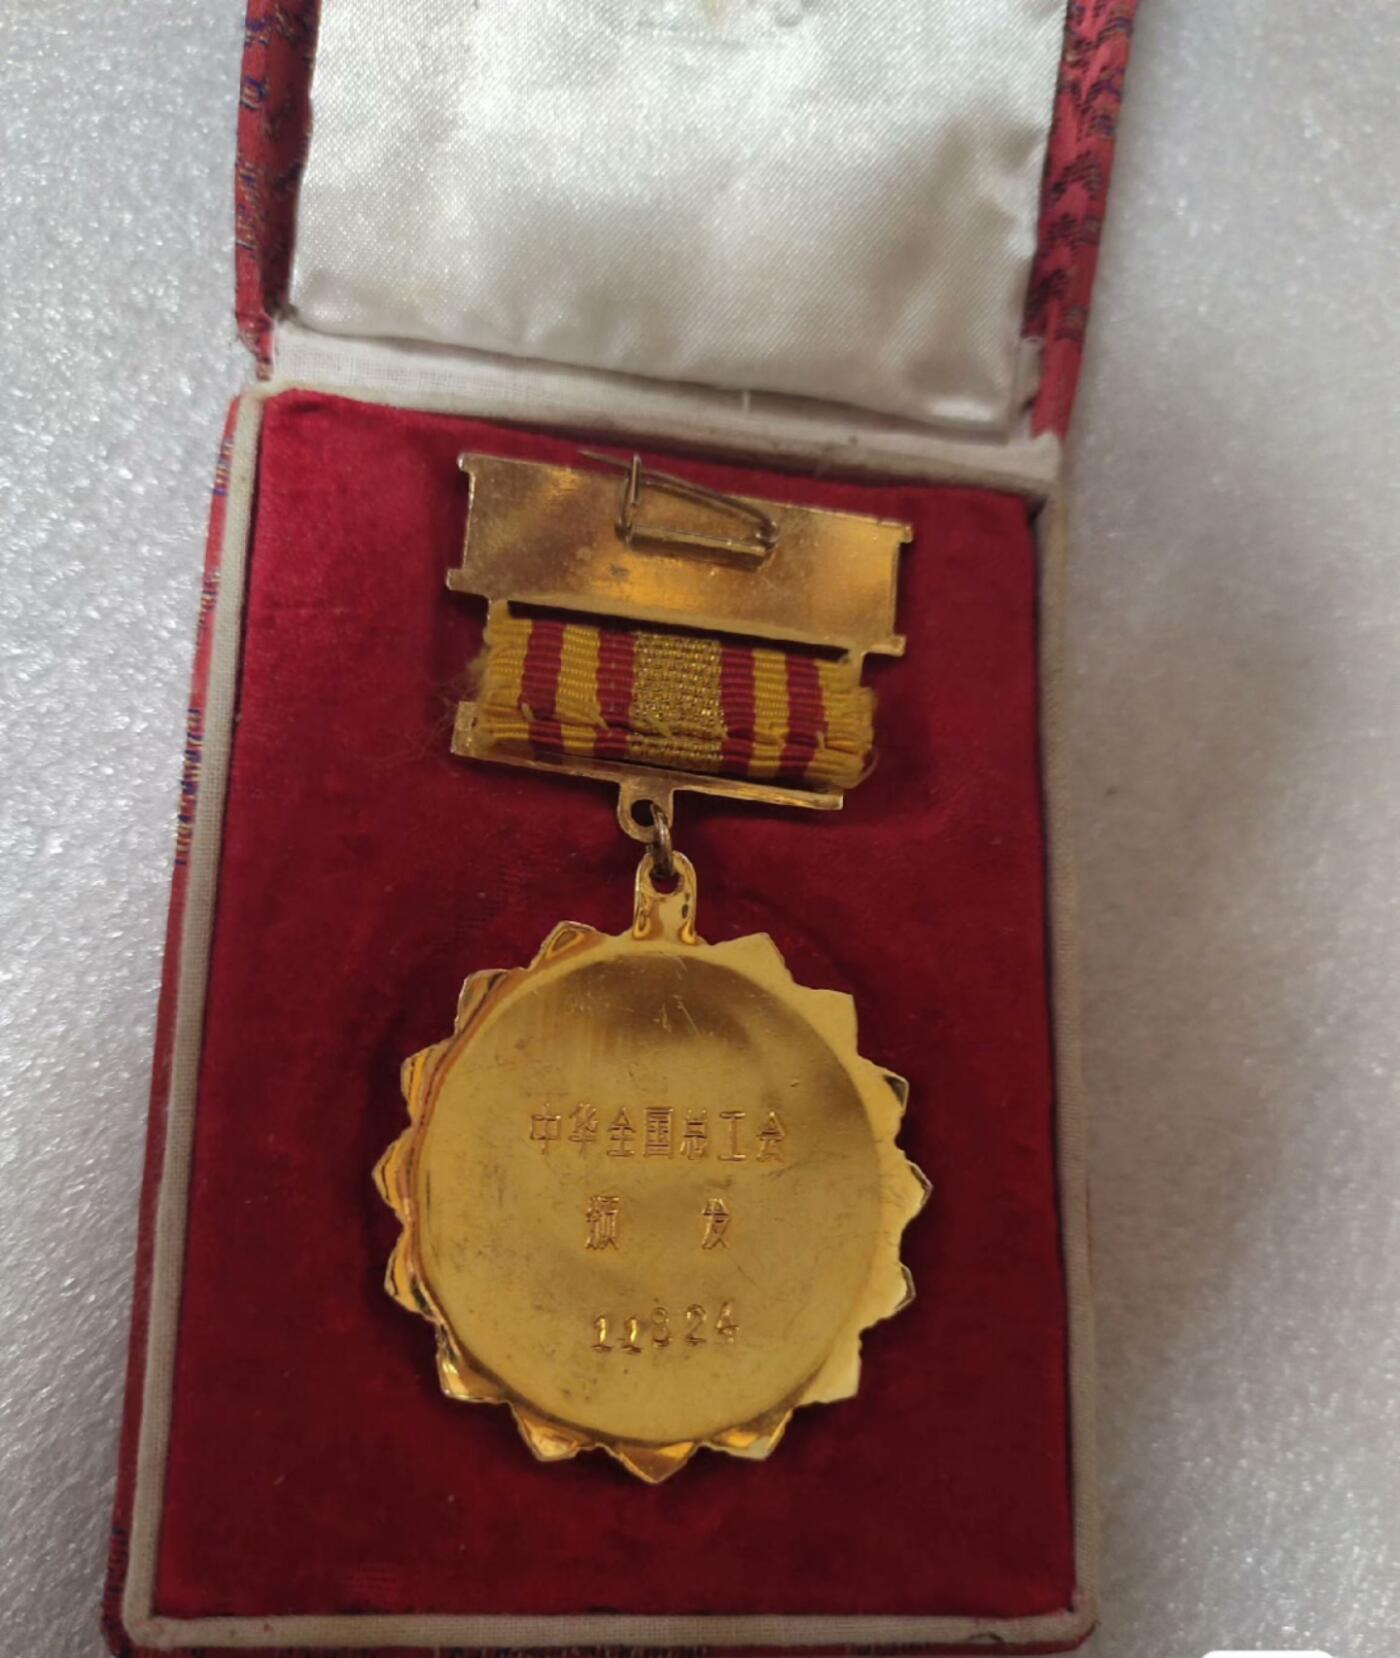 中华全国总工会
颁 发
11824